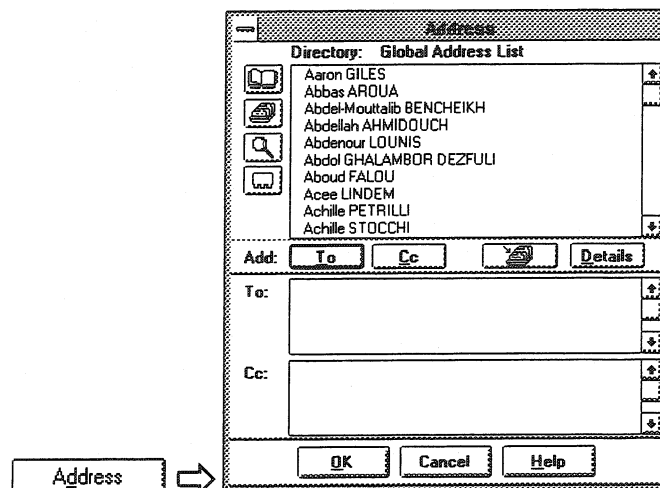 Address
Directory: Global Address List
Aaron GILES
Abbas AROUA
Abdel-Mouttalib BENCHEIKH
Abdellah AHMIDOUCH
Abdenour LOUNIS
Abdol GHALAMBOR DEZFULI
Aboud FALOU
Acee LINDEM
Achille PETRILLI
Achille STOCCHI
Add: To Cc Details
To:
Cc:
OK Cancel Help
Address